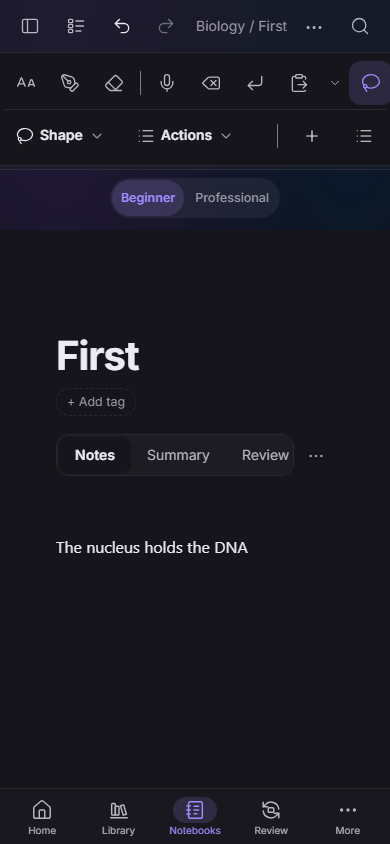 Biology / First
AA
Shape
Actions
Beginner Professional
First
+ Add tag
Notes Summary Review
The nucleus holds the DNA
Home Library Notebooks Review More